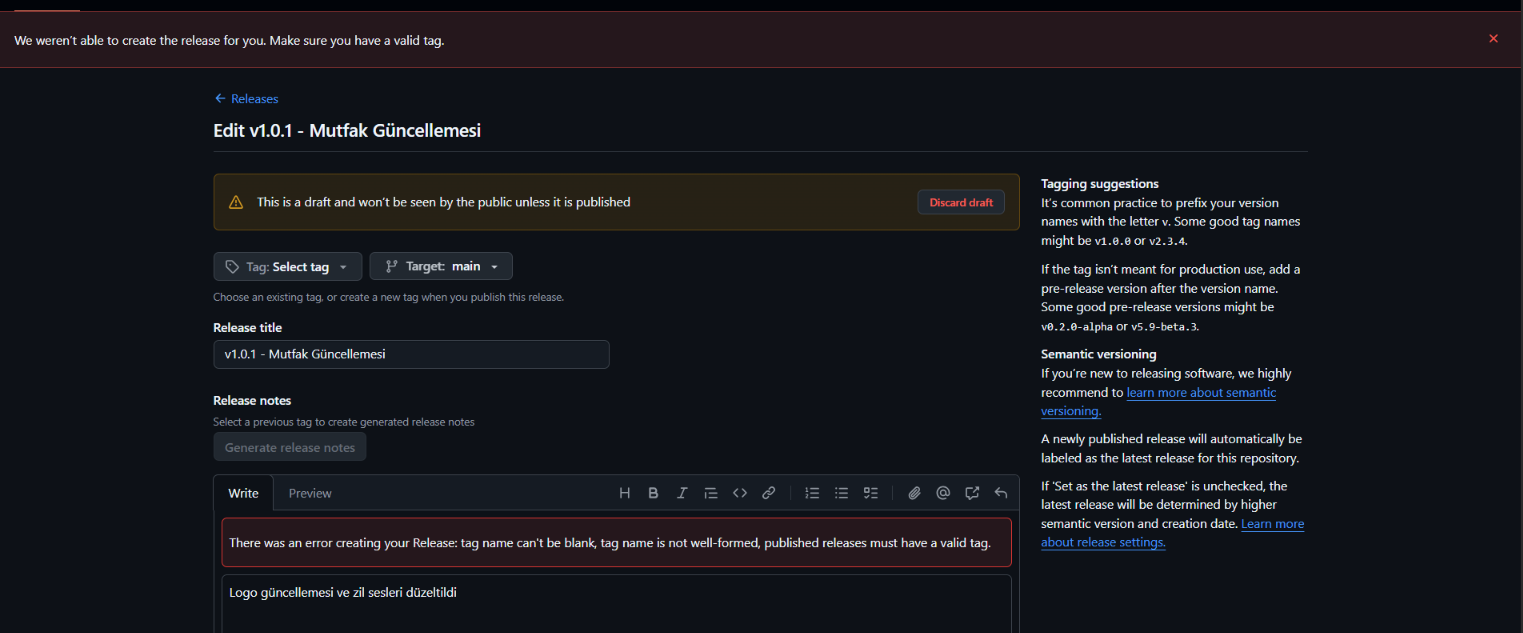 We weren't able to create the release for you. Make sure you have a valid tag.
Releases
Edit v1.0.1 - Mutfak Güncellemesi
This is a draft and won't be seen by the public unless it is published
Discard draft
Tag: Select tag
Target: main
Choose an existing tag, or create a new tag when you publish this release.
Release title
v1.0.1 - Mutfak Güncellemesi
Release notes
Select a previous tag to create generated release notes
Generate release notes
Write
Preview
There was an error creating your Release: tag name can't be blank, tag name is not well-formed, published releases must have a valid tag.
Logo güncellemesi ve zil sesleri düzeltildi
Tagging suggestions
It's common practice to prefix your version
names with the letter v. Some good tag names
might be v1.0.0 or v2.3.4.
If the tag isn't meant for production use, add a
pre-release version after the version name.
Some good pre-release versions might be
v0.2.0-alpha or v5.9-beta.3.
Semantic versioning
If you're new to releasing software, we highly
recommend to learn more about semantic
versioning.
A newly published release will automatically be
labeled as the latest release for this repository.
If 'Set as the latest release' is unchecked, the
latest release will be determined by higher
semantic version and creation date. Learn more
about release settings.